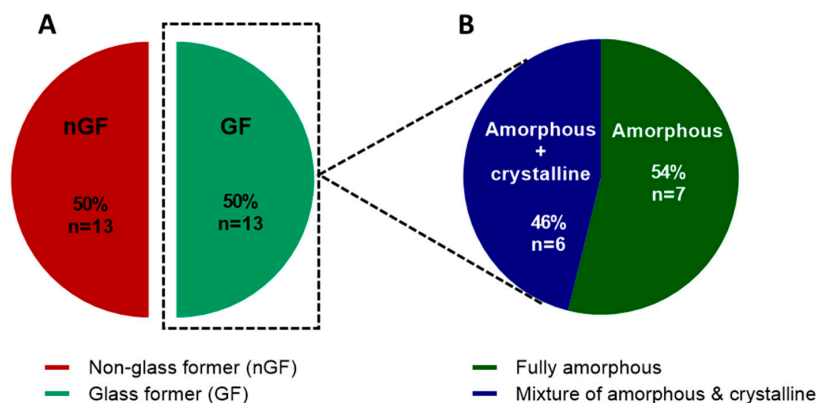 A
nGF
50%
n=13
GF
50%
n=13
B
Amorphous
+
crystalline
46%
n=6
Amorphous
54%
n=7
Non-glass former (nGF)
Glass former (GF)
Fully amorphous
Mixture of amorphous & crystalline